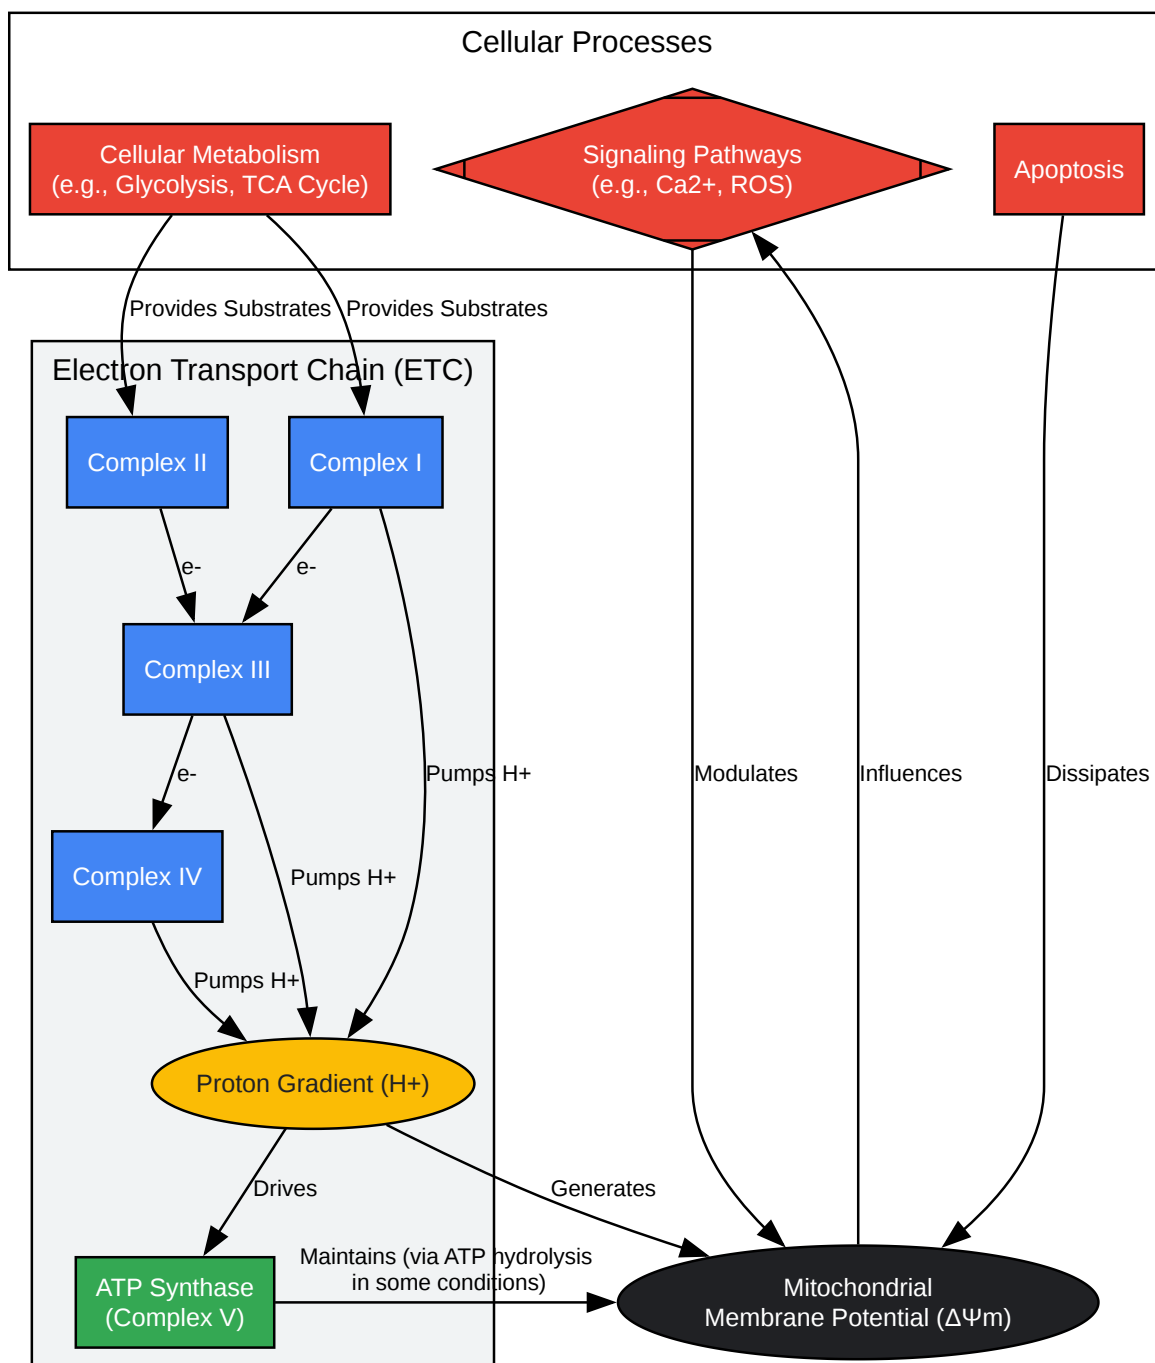 Cellular Processes
Cellular Metabolism
(e.g., Glycolysis, TCA Cycle)
Signaling Pathways
(e.g., Ca2+, ROS)
Apoptosis
Provides Substrates
Provides Substrates
Electron Transport Chain (ETC)
Complex II
Complex I
e-
e-
Complex III
e-
Pumps H+
Modulates
Influences
Dissipates
Complex IV
Pumps H+
Pumps H+
Proton Gradient (H+)
Drives
Generates
Maintains (via ATP hydrolysis
in some conditions)
ATP Synthase
(Complex V)
Mitochondrial
Membrane Potential (ΔΨm)